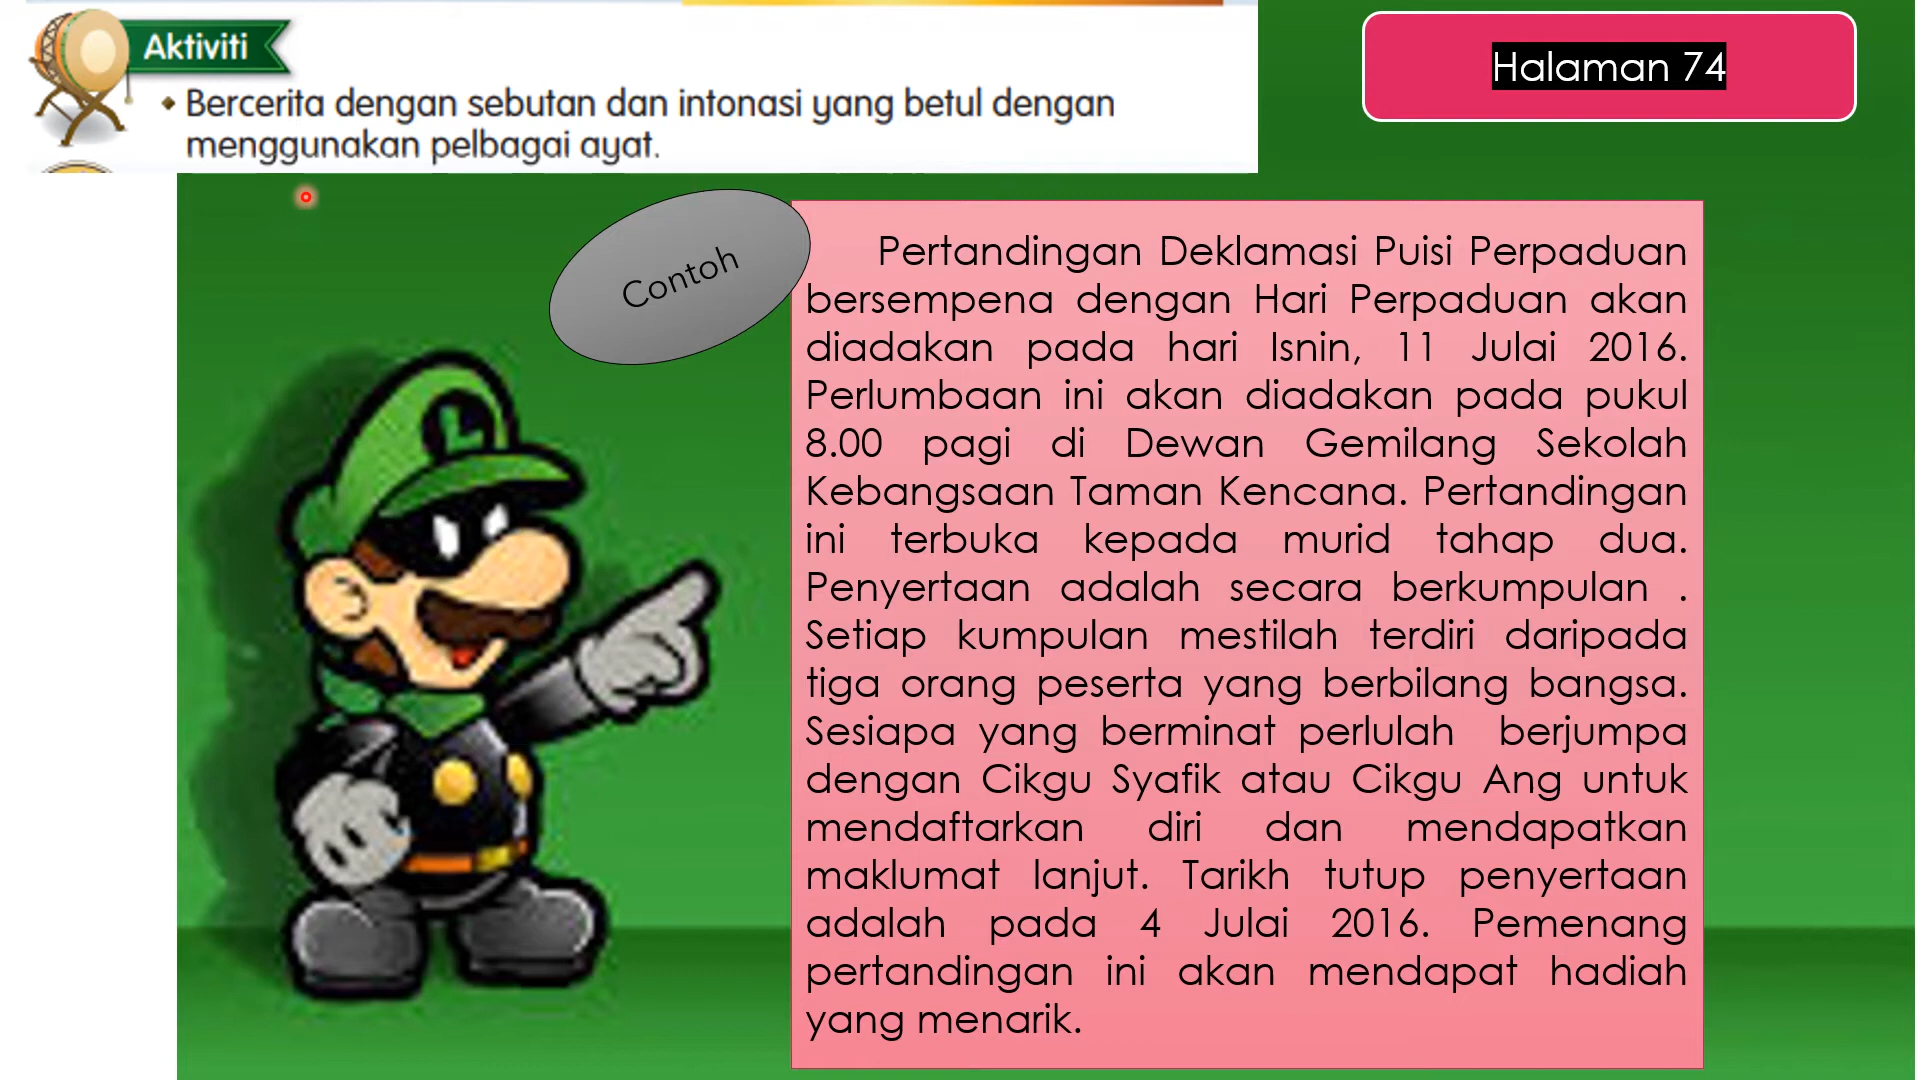 Aktiviti
Halaman 74
• Bercerita dengan sebutan dan intonasi yang betul dengan
menggunakan pelbagai ayat.
Contoh
Pertandingan Deklamasi Puisi Perpaduan
bersempena dengan Hari Perpaduan akan
diadakan pada hari Isnin, 11 Julai 2016.
Perlumbaan ini akan diadakan pada pukul
8.00 pagi di Dewan Gemilang Sekolah
Kebangsaan Taman Kencana. Pertandingan
ini terbuka kepada murid tahap dua.
Penyertaan adalah secara berkumpulan .
Setiap kumpulan mestilah terdiri daripada
tiga orang peserta yang berbilang bangsa.
Sesiapa yang berminat perlulah berjumpa
dengan Cikgu Syafik atau Cikgu Ang untuk
mendaftarkan diri dan mendapatkan
maklumat lanjut. Tarikh tutup penyertaan
adalah pada 4 Julai 2016. Pemenang
pertandingan ini akan mendapat hadiah
yang menarik.
L